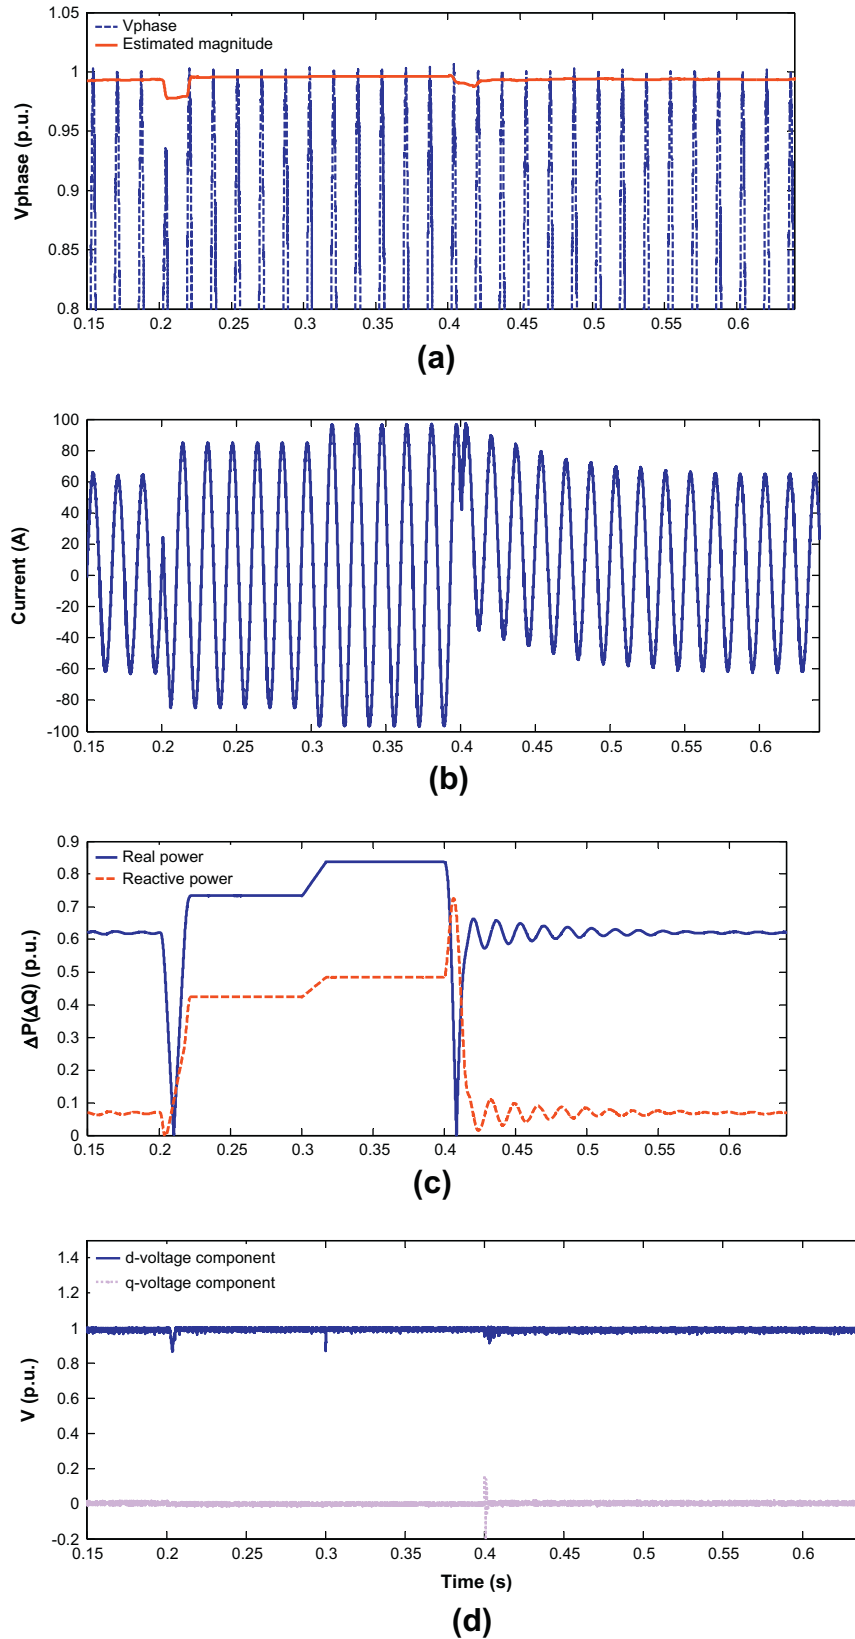 1.05
Vphase
Estimated magnitude
1
0.95
0.9
0.85
0.8
Vphase (p.u.)
0.15 0.2 0.25 0.3 0.35 0.4 0.45 0.5 0.55 0.6
(a)
100
80
60
40
20
0
-20
-40
-60
-80
-100
Current (A)
0.15 0.2 0.25 0.3 0.35 0.4 0.45 0.5 0.55 0.6
(b)
0.9
Real power
0.8
Reactive power
0.7
0.6
0.5
0.4
0.3
0.2
0.1
0
ΔP(ΔQ) (p.u.)
0.15 0.2 0.25 0.3 0.35 0.4 0.45 0.5 0.55 0.6
(c)
1.4
d-voltage component
q-voltage component
1.2
1
0.8
0.6
0.4
0.2
0
-0.2
V (p.u.)
0.15 0.2 0.25 0.3 0.35 0.4 0.45 0.5 0.55 0.6
Time (s)
(d)